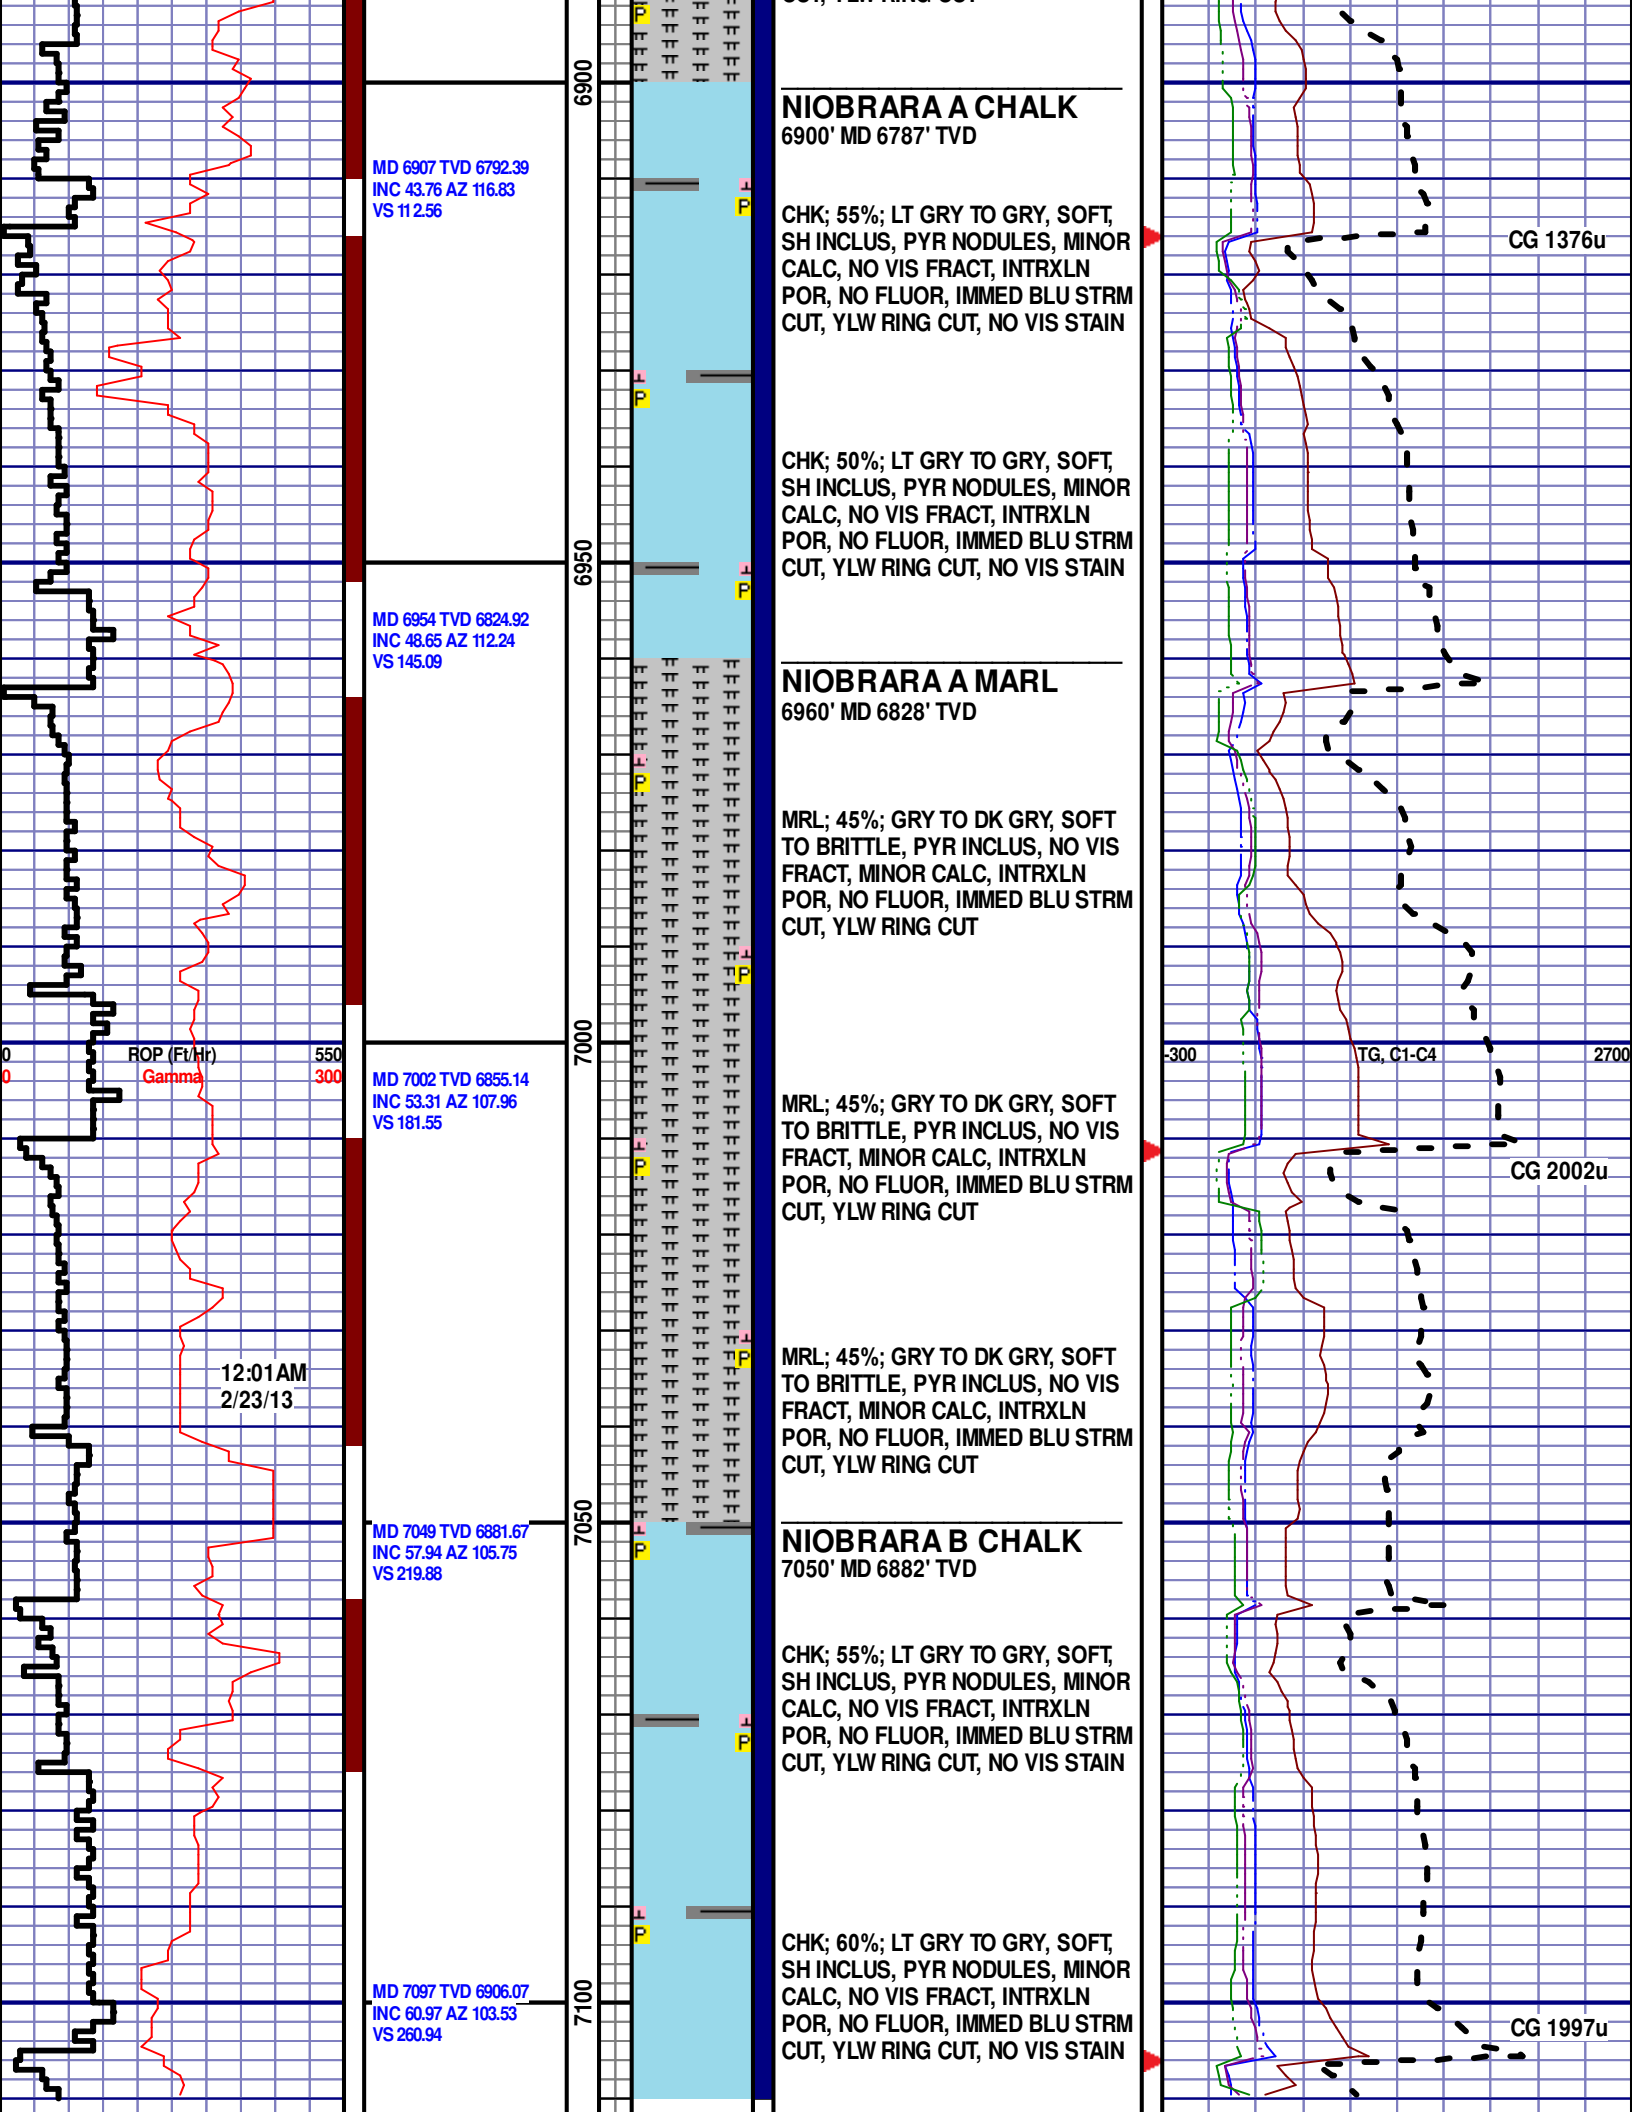 6900
NIOBRARA A CHALK
6900' MD 6787' TVD
MD 6907 TVD 6792.39
INC 43.76 AZ 116.83
VS 112.56
P
P
CHK; 55%; LT GRY TO GRY, SOFT,
SH INCLUS, PYR NODULES, MINOR
CALC, NO VIS FRACT, INTRXLN
POR, NO FLUOR, IMMED BLU STRM
CUT, YLW RING CUT, NO VIS STAIN
CG 1376u
P
CHK; 50%; LT GRY TO GRY, SOFT,
SH INCLUS, PYR NODULES, MINOR
CALC, NO VIS FRACT, INTRXLN
POR, NO FLUOR, IMMED BLU STRM
CUT, YLW RING CUT, NO VIS STAIN
6950
P
MD 6954 TVD 6824.92
INC 48.65 AZ 112.24
VS 145.09
NIOBRARA A MARL
6960' MD 6828' TVD
P
MRL; 45%; GRY TO DK GRY, SOFT
TO BRITTLE, PYR INCLUS, NO VIS
FRACT, MINOR CALC, INTRXLN
POR, NO FLUOR, IMMED BLU STRM
CUT, YLW RING CUT
P
7000
0 ROP (Ft/Hr) 550
0 Gamma 300
-300 TG, C1-C4 2700
MD 7002 TVD 6855.14
INC 53.31 AZ 107.96
VS 181.55
MRL; 45%; GRY TO DK GRY, SOFT
TO BRITTLE, PYR INCLUS, NO VIS
FRACT, MINOR CALC, INTRXLN
POR, NO FLUOR, IMMED BLU STRM
CUT, YLW RING CUT
P
CG 2002u
P
12:01AM
2/23/13
MRL; 45%; GRY TO DK GRY, SOFT
TO BRITTLE, PYR INCLUS, NO VIS
FRACT, MINOR CALC, INTRXLN
POR, NO FLUOR, IMMED BLU STRM
CUT, YLW RING CUT
7050
MD 7049 TVD 6881.67
INC 57.94 AZ 105.75
VS 219.88
P
NIOBRARA B CHALK
7050' MD 6882' TVD
CHK; 55%; LT GRY TO GRY, SOFT,
SH INCLUS, PYR NODULES, MINOR
CALC, NO VIS FRACT, INTRXLN
POR, NO FLUOR, IMMED BLU STRM
CUT, YLW RING CUT, NO VIS STAIN
P
P
CHK; 60%; LT GRY TO GRY, SOFT,
SH INCLUS, PYR NODULES, MINOR
CALC, NO VIS FRACT, INTRXLN
POR, NO FLUOR, IMMED BLU STRM
CUT, YLW RING CUT, NO VIS STAIN
MD 7097 TVD 6906.07
INC 60.97 AZ 103.53
VS 260.94
7100
CG 1997u